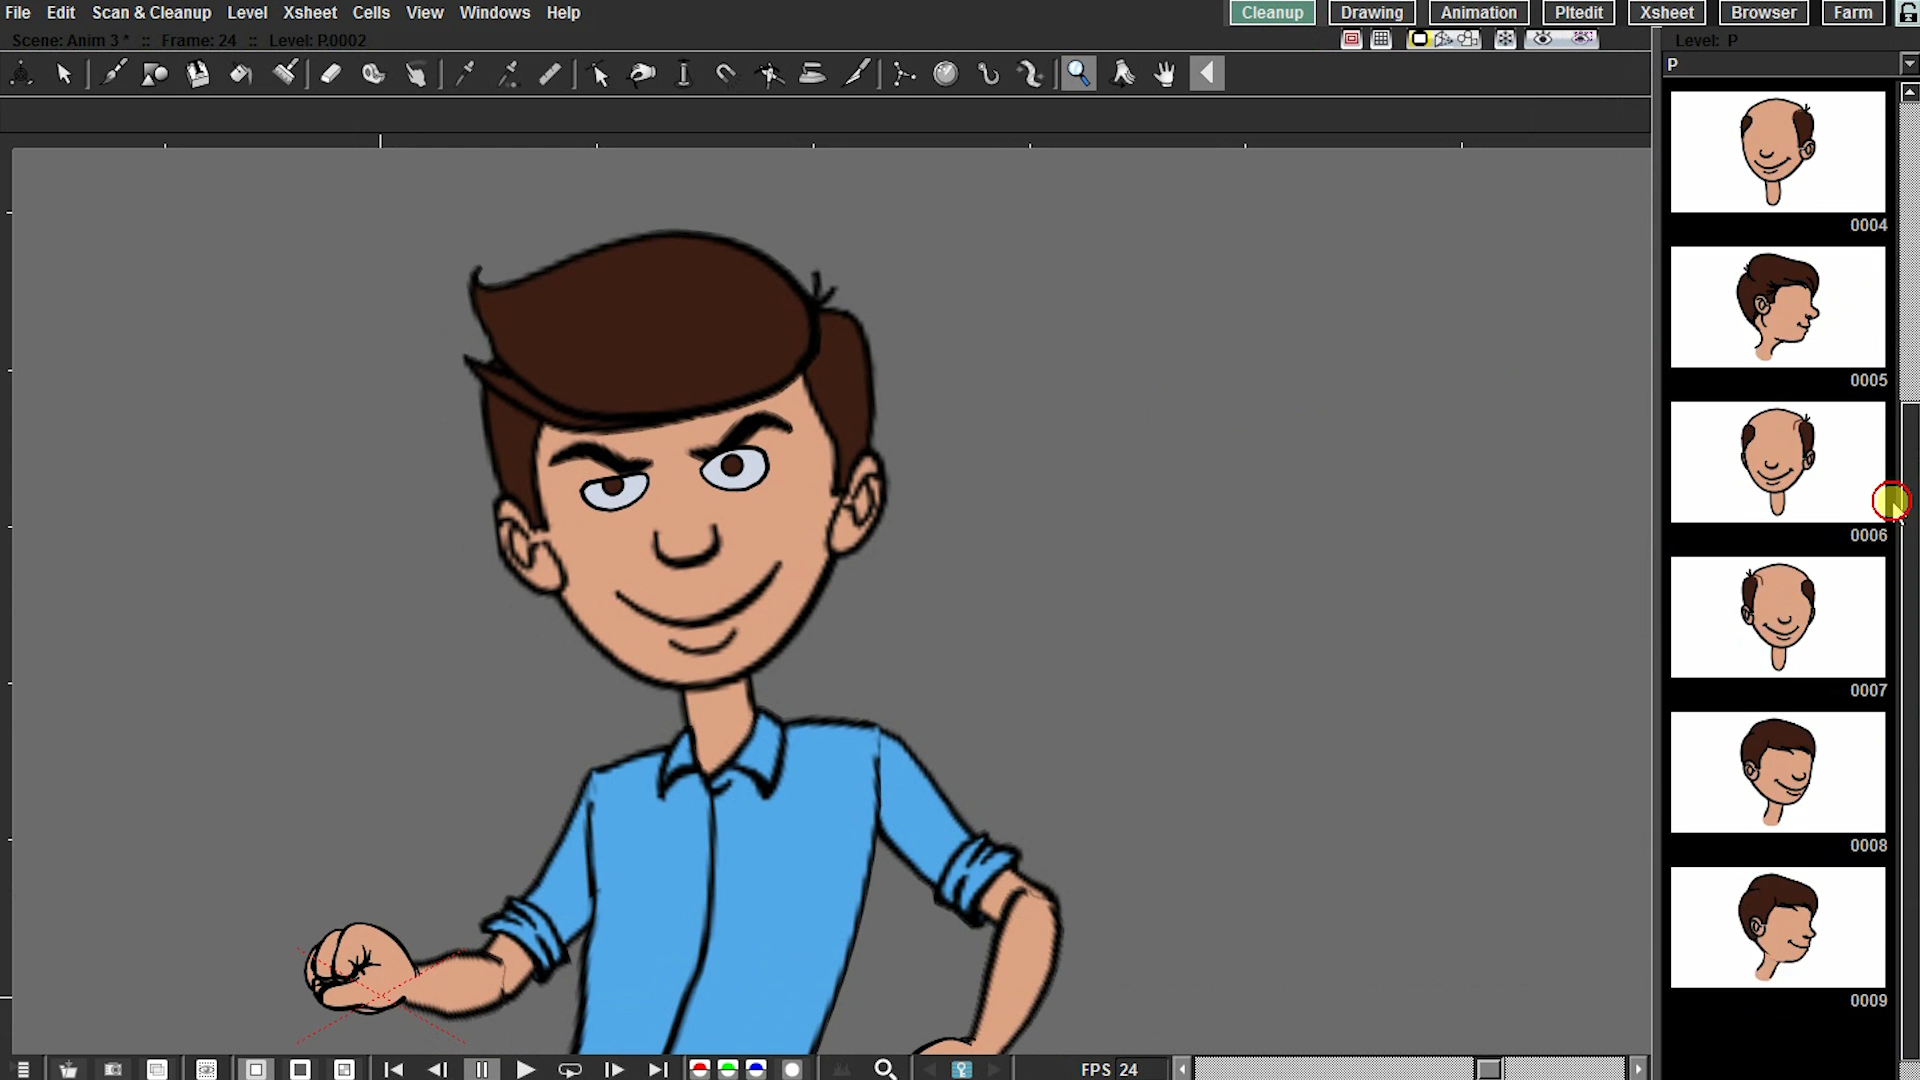 File Edit Scan & Cleanup Level Xsheet Cells View Windows Help
Cleanup Drawing Animation Pltedit Xsheet Browser Farm
Scene: Anim 3 * :: Frame: 24 :: Level: P.0002
Level: P
P
0004
0005
0006
0007
0008
0009
FPS 24